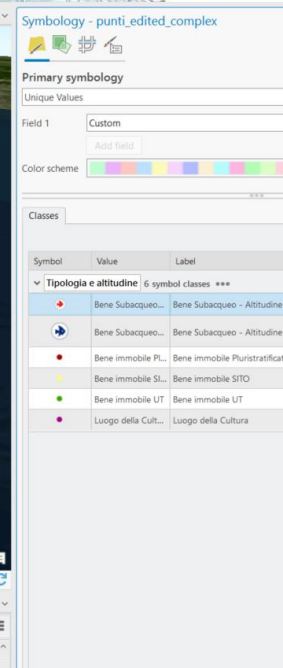 Symbology - punti_edited_complex
Primary symbology
Unique Values
Field 1 Custom
Add field
Color scheme
Classes
Symbol Value Label
Tipologia e altitudine 6 symbol classes
Bene Subacqueo... Bene Subacqueo - Altitudine
Bene Subacqueo... Bene Subacqueo - Altitudine
Bene immobile Pl... Bene immobile Pluristratificat
Bene immobile SI... Bene immobile SITO
Bene immobile UT Bene immobile UT
Luogo della Cult... Luogo della Cultura